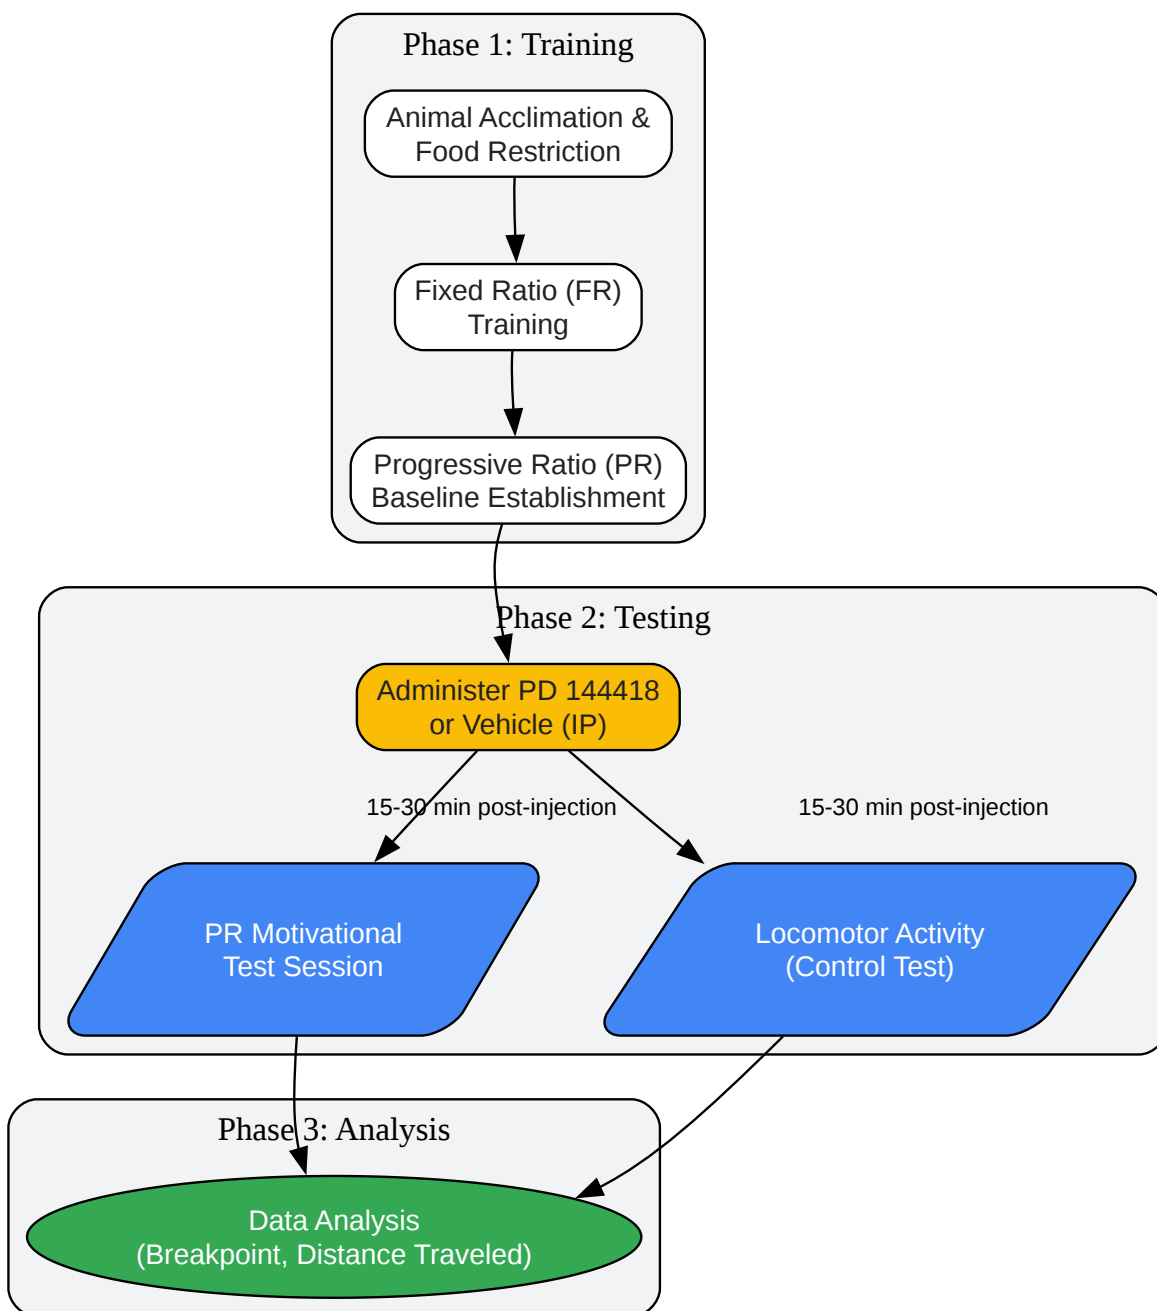 Phase 1: Training
Animal Acclimation &
Food Restriction
Fixed Ratio (FR)
Training
Progressive Ratio (PR)
Baseline Establishment
Phase 2: Testing
Administer PD 144418
or Vehicle (IP)
15-30 min post-injection
15-30 min post-injection
PR Motivational
Test Session
Locomotor Activity
(Control Test)
Phase 3: Analysis
Data Analysis
(Breakpoint, Distance Traveled)